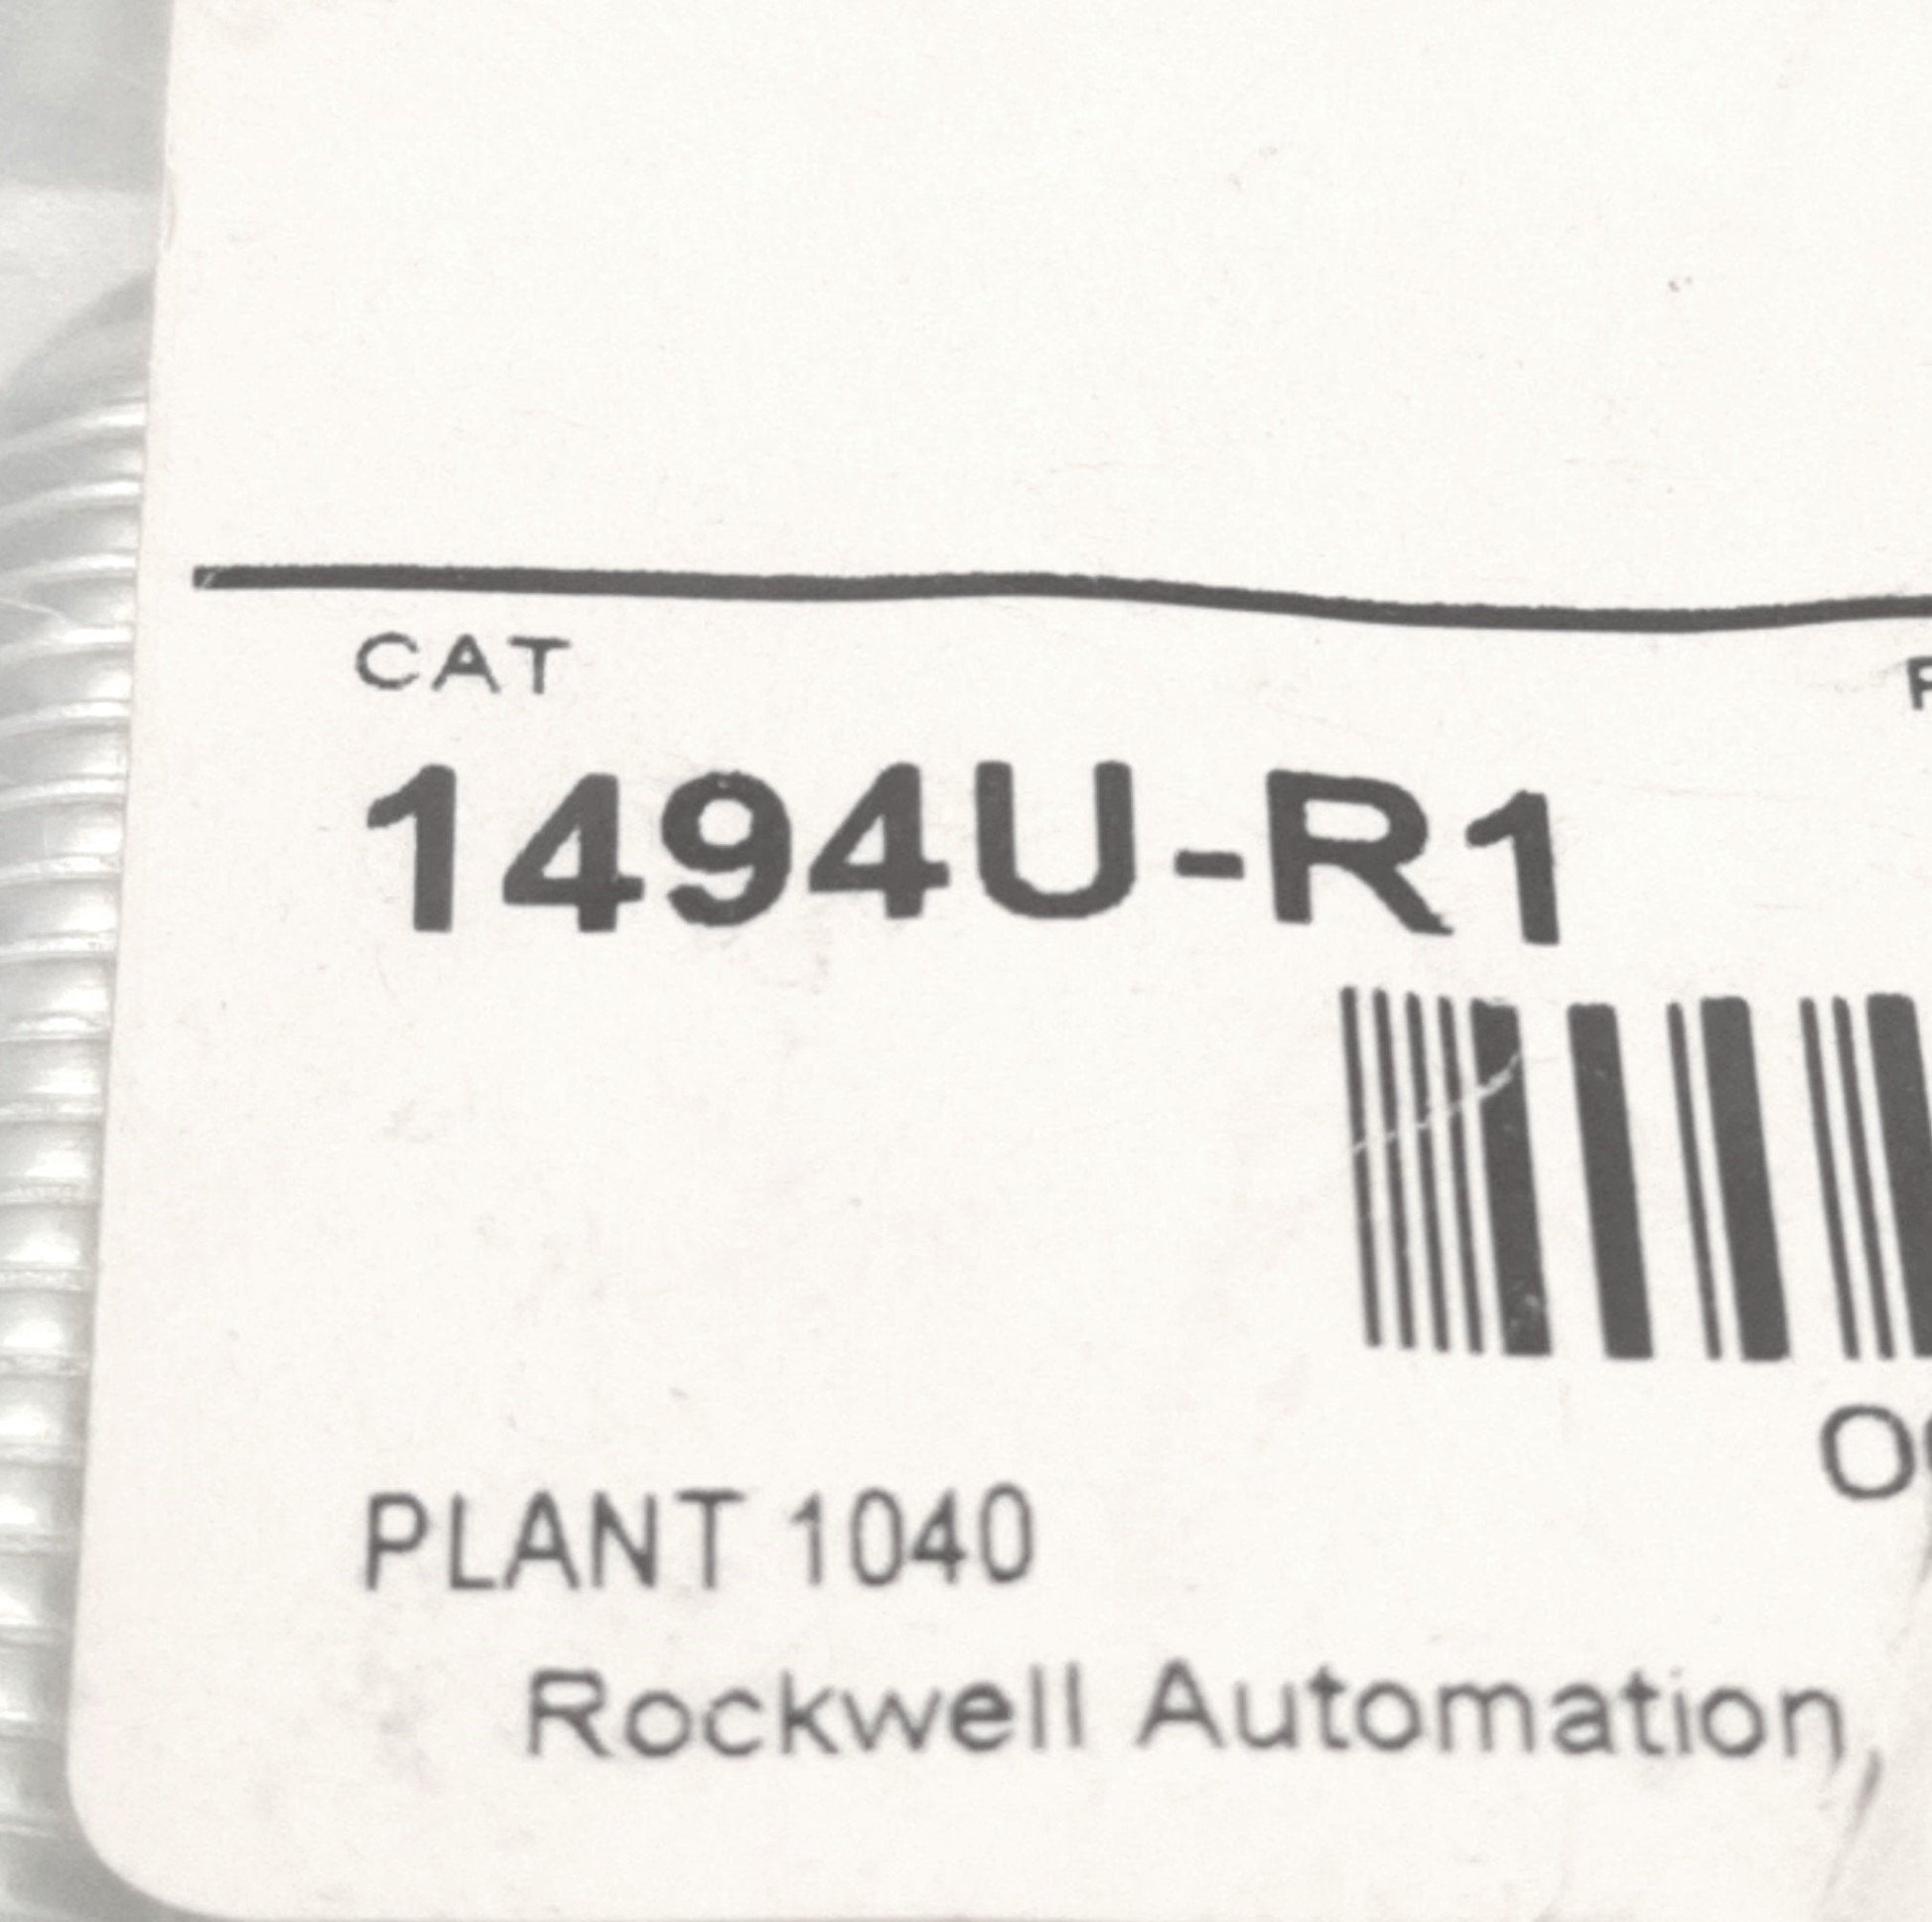 CAT
1494U-R1
PLANT 1040
Rockwell Automation,